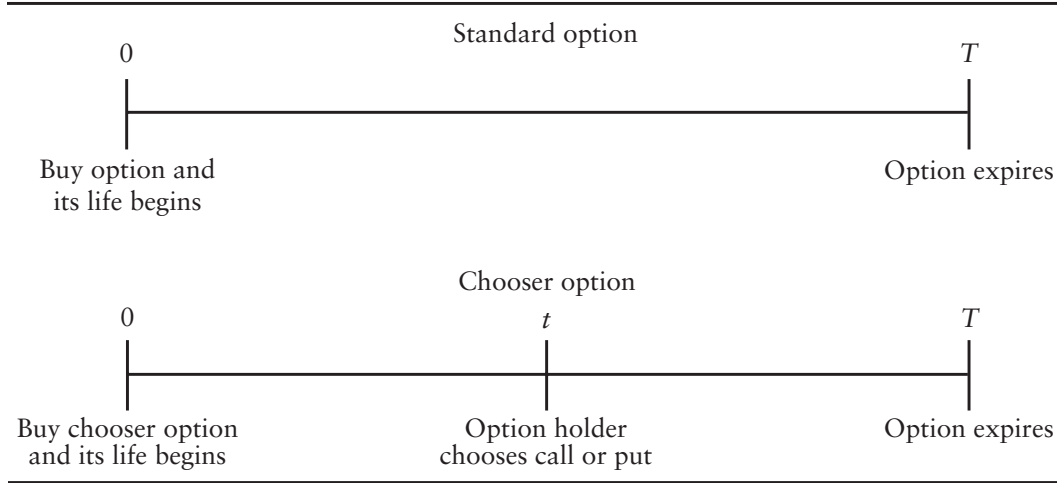 Standard option
0
T
Buy option and
its life begins
Option expires
Chooser option
0
t
T
Buy chooser option
and its life begins
Option holder
chooses call or put
Option expires